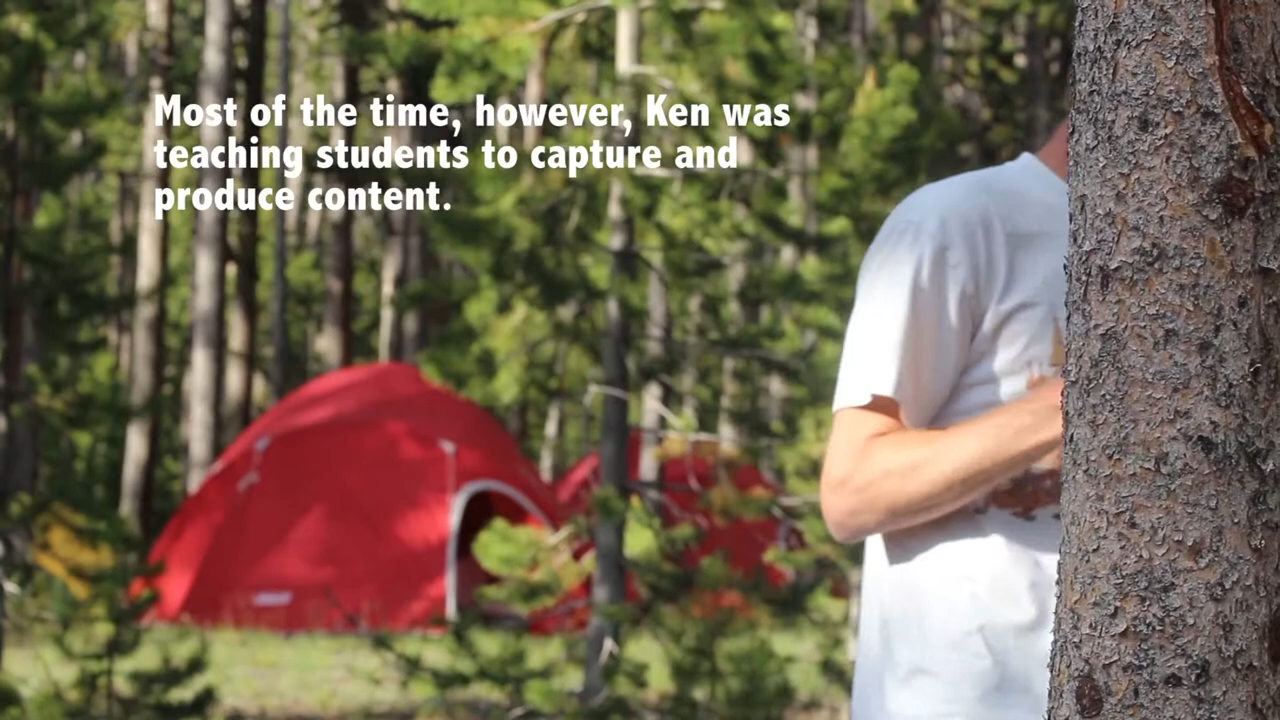 Most of the time, however, Ken was
teaching students to capture and
produce content.